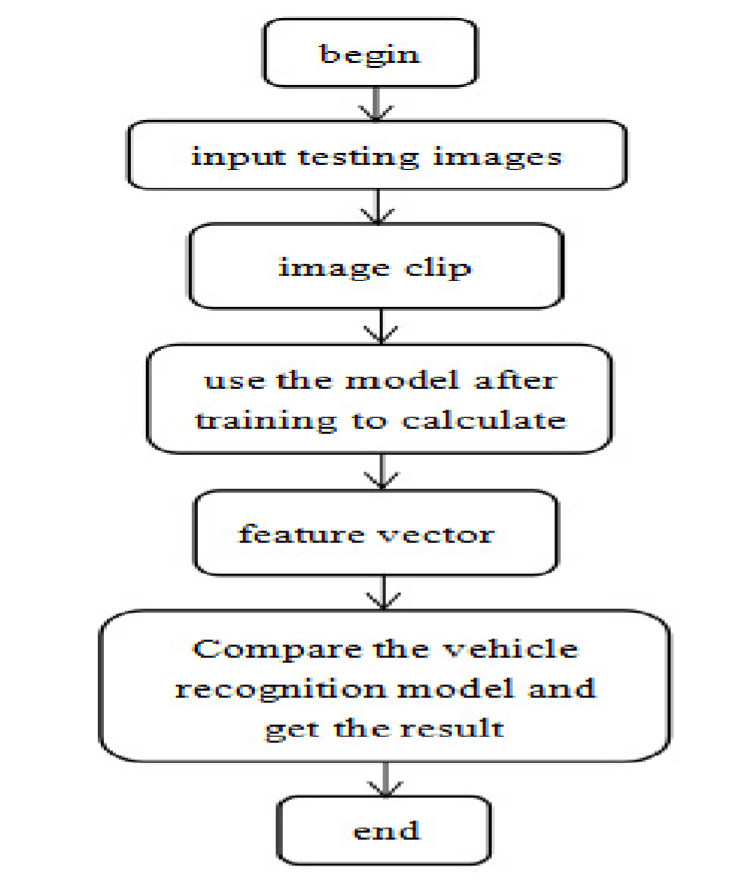 begin
input testing images
image clip
use the model after
training to calculate
feature vector
Compare the vehicle
recognition model and
get the result
end